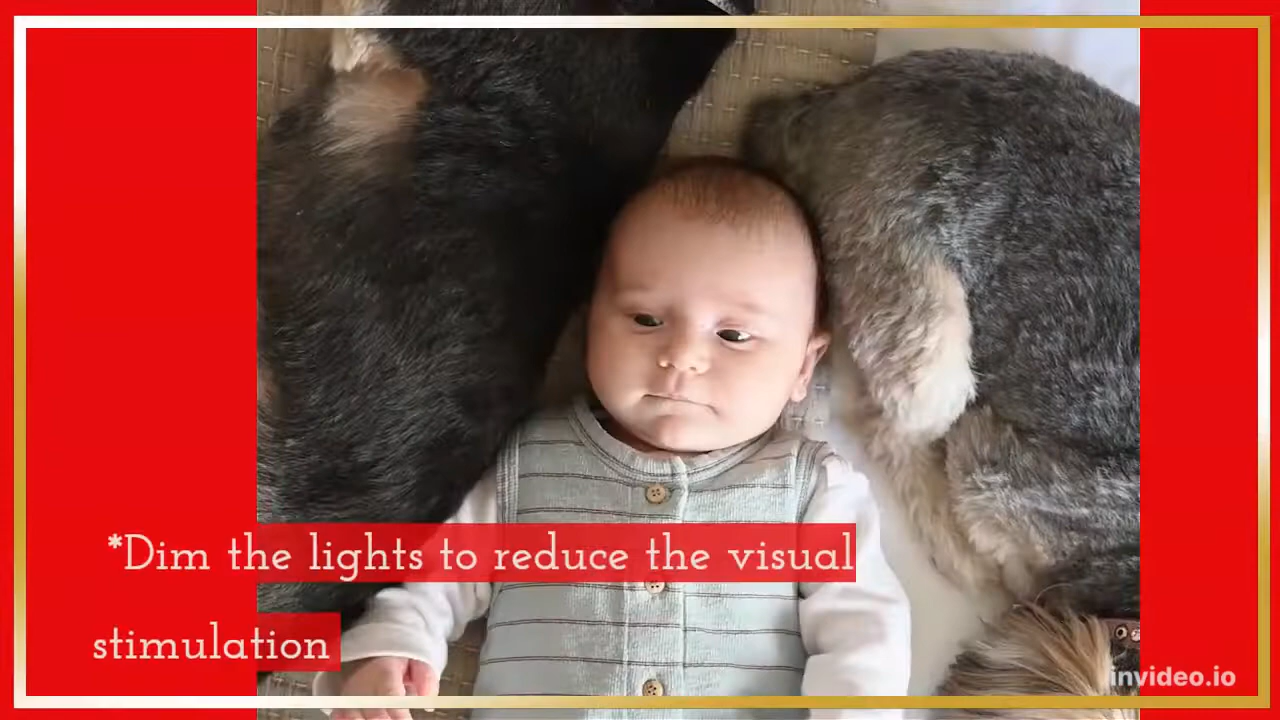 *Dim the lights to reduce the visual
stimulation
invideo.io